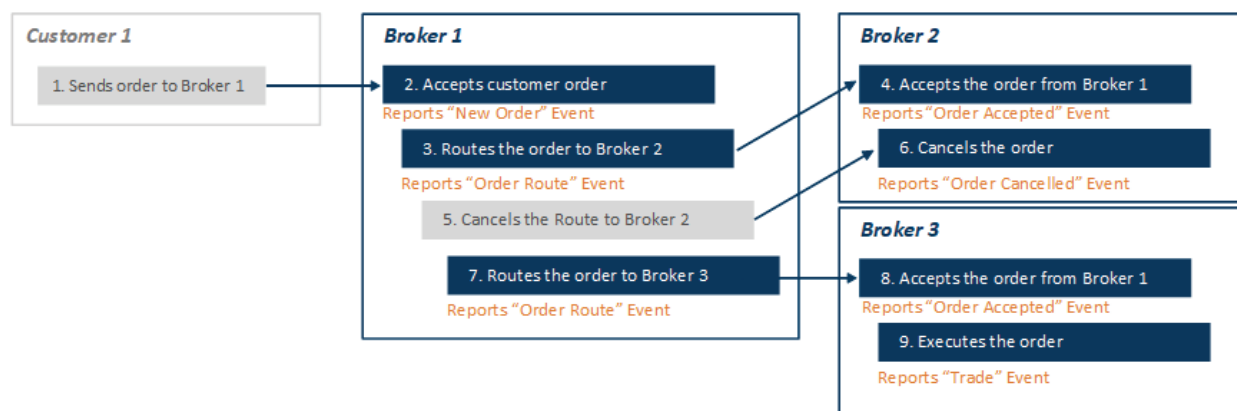 Customer 1
1. Sends order to Broker 1
Broker 1
2. Accepts customer order
Reports “New Order” Event
3. Routes the order to Broker 2
Reports “Order Route” Event
5. Cancels the Route to Broker 2
7. Routes the order to Broker 3
Reports “Order Route” Event
Broker 2
4. Accepts the order from Broker 1
Reports “Order Accepted” Event
6. Cancels the order
Reports “Order Cancelled” Event
Broker 3
8. Accepts the order from Broker 1
Reports “Order Accepted” Event
9. Executes the order
Reports “Trade” Event